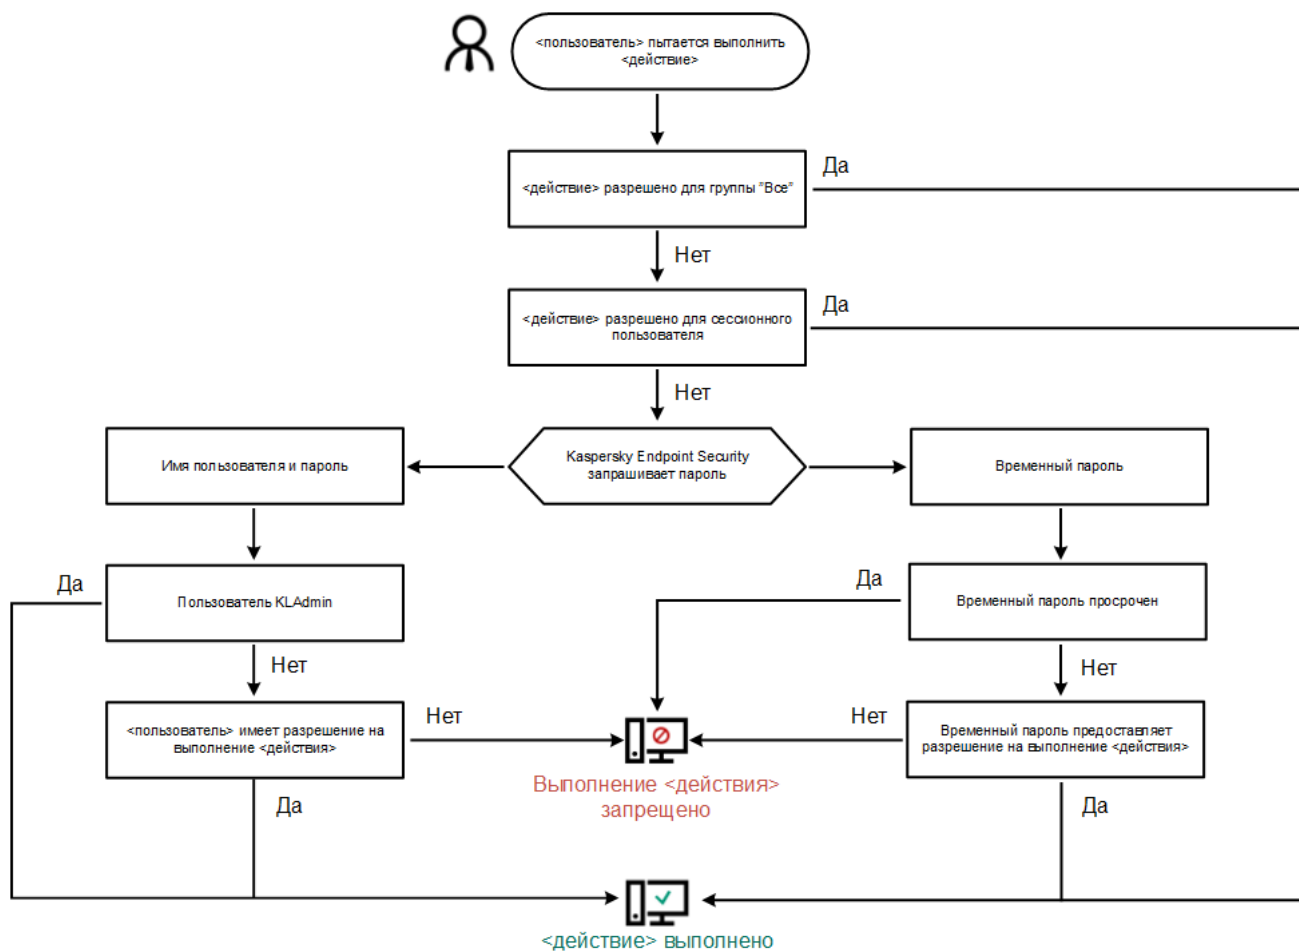 <пользователь> пытается выполнить
<действие>
<действие> разрешено для группы "Все"
Да
Нет
<действие> разрешено для сессионного
пользователя
Да
Нет
Имя пользователя и пароль
Kaspersky Endpoint Security
запрашивает пароль
Временный пароль
Да
Пользователь KLAdmin
Да
Временный пароль просрочен
Нет
Нет
<пользователь> имеет разрешение на
выполнение <действия>
Нет
Нет
Временный пароль предоставляет
разрешение на выполнение <действия>
Выполнение <действия>
запрещено
Да
Да
<действие> выполнено